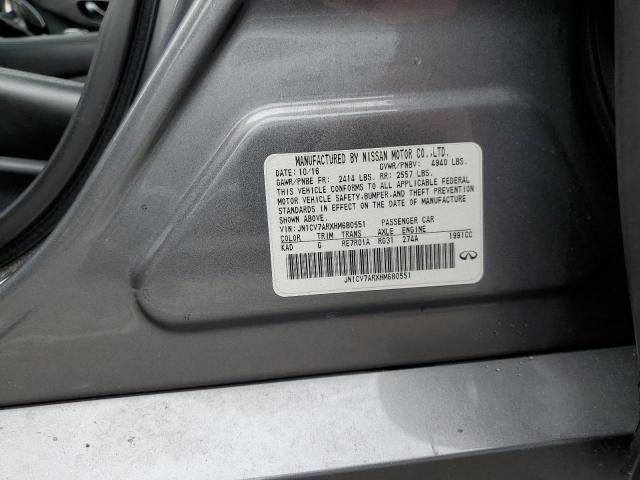 MANUFACTURED BY NISSAN MOTOR CO.,LTD.
DATE: 10/16 GVWR/PNBV: 4940 LBS.
GAWR/PNBE FR: 2414 LBS. RR: 2557 LBS.
THIS VEHICLE CONFORMS TO ALL APPLICABLE FEDERAL
MOTOR VEHICLE SAFETY,BUMPER,AND THEFT PREVENTION
STANDARDS IN EFFECT ON THE DATE OF MANUFACTURE
SHOWN ABOVE.
VIN:JN1CV7ARXHM680551 PASSENGER CAR
COLOR TRIM TRANS AXLE ENGINE
KAD G RE7R01A RG31 274A 1991CC
JN1CV7ARXHM680551